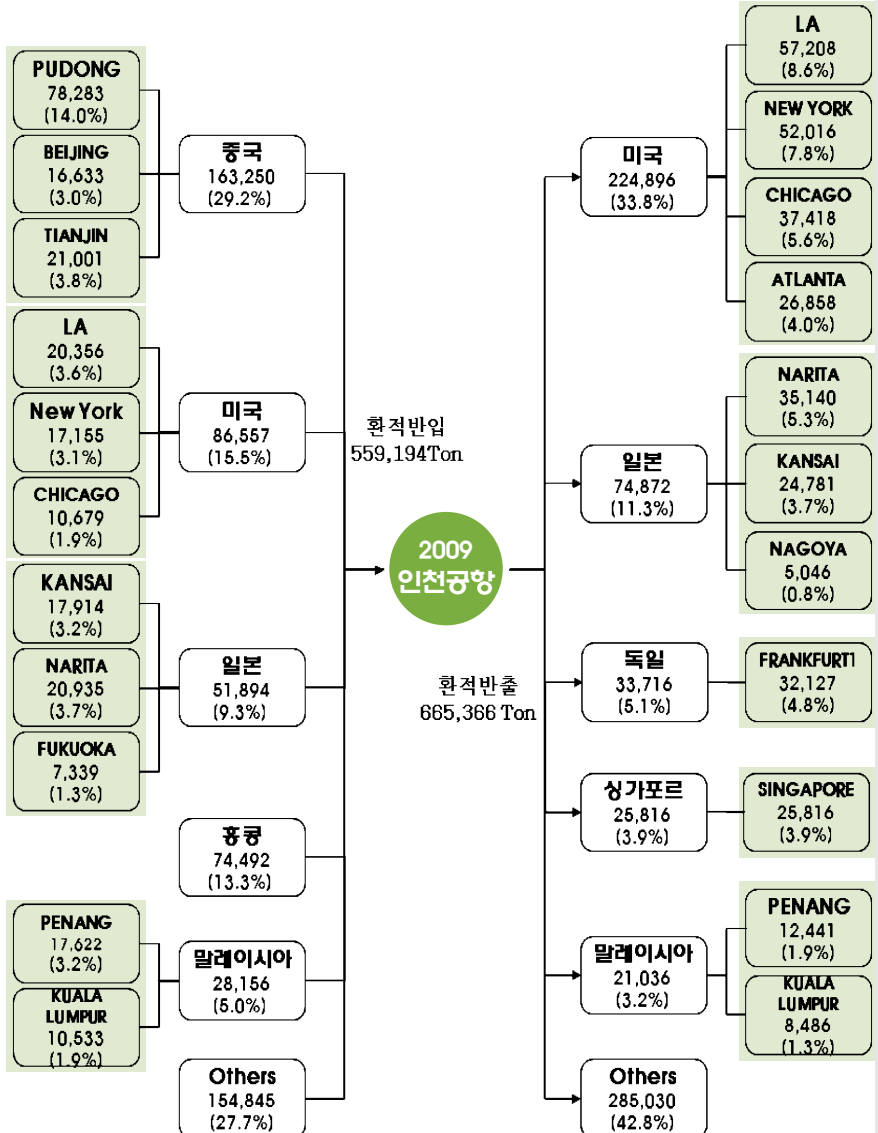 PUDONG
78,283
(14.0%)
BEIJING
16,633
(3.0%)
TIANJIN
21,001
(3.8%)
중국
163,250
(29.2%)
LA
20,356
(3.6%)
New York
17,155
(3.1%)
CHICAGO
10,679
(1.9%)
미국
86,557
(15.5%)
KANSAI
17,914
(3.2%)
NARITA
20,935
(3.7%)
FUKUOKA
7,339
(1.3%)
일본
51,894
(9.3%)
홍콩
74,492
(13.3%)
PENANG
17,622
(3.2%)
KUALA
LUMPUR
10,533
(1.9%)
말레이시아
28,156
(5.0%)
Others
154,845
(27.7%)
환적반입
559,194Ton
2009
인천공항
환적반출
665,366 Ton
미국
224,896
(33.8%)
LA
57,208
(8.6%)
NEW YORK
52,016
(7.8%)
CHICAGO
37,418
(5.6%)
ATLANTA
26,858
(4.0%)
일본
74,872
(11.3%)
NARITA
35,140
(5.3%)
KANSAI
24,781
(3.7%)
NAGOYA
5,046
(0.8%)
독일
33,716
(5.1%)
FRANKFURT1
32,127
(4.8%)
싱가포르
25,816
(3.9%)
SINGAPORE
25,816
(3.9%)
말레이시아
21,036
(3.2%)
PENANG
12,441
(1.9%)
KUALA
LUMPUR
8,486
(1.3%)
Others
285,030
(42.8%)